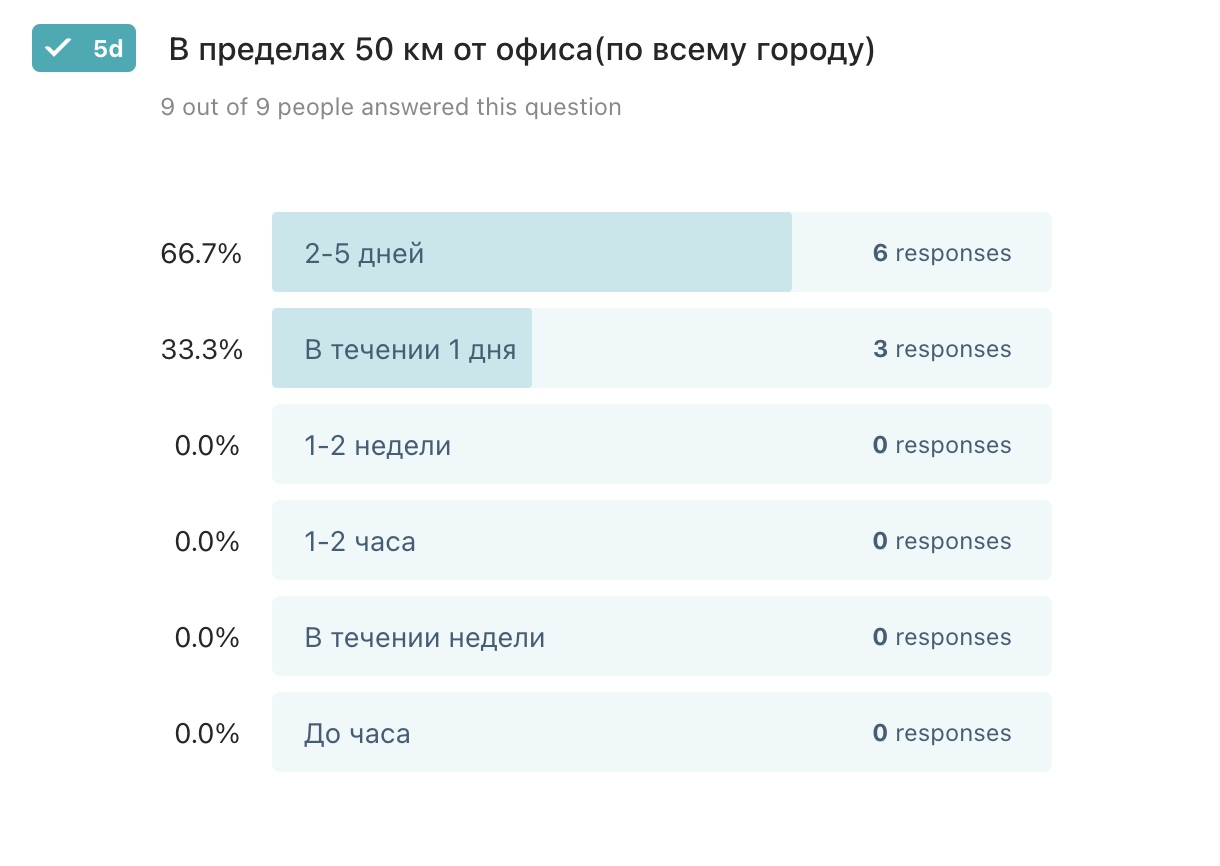 5d В пределах 50 км от офиса(по всему городу)
9 out of 9 people answered this question
66.7% 2-5 дней 6 responses
33.3% В течении 1 дня 3 responses
0.0% 1-2 недели 0 responses
0.0% 1-2 часа 0 responses
0.0% В течении недели 0 responses
0.0% До часа 0 responses